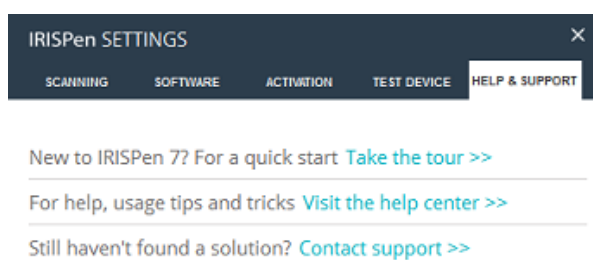 IRISPen SETTINGS ×
SCANNING SOFTWARE ACTIVATION TEST DEVICE HELP & SUPPORT
New to IRISPen 7? For a quick start Take the tour >>
For help, usage tips and tricks Visit the help center >>
Still haven't found a solution? Contact support >>